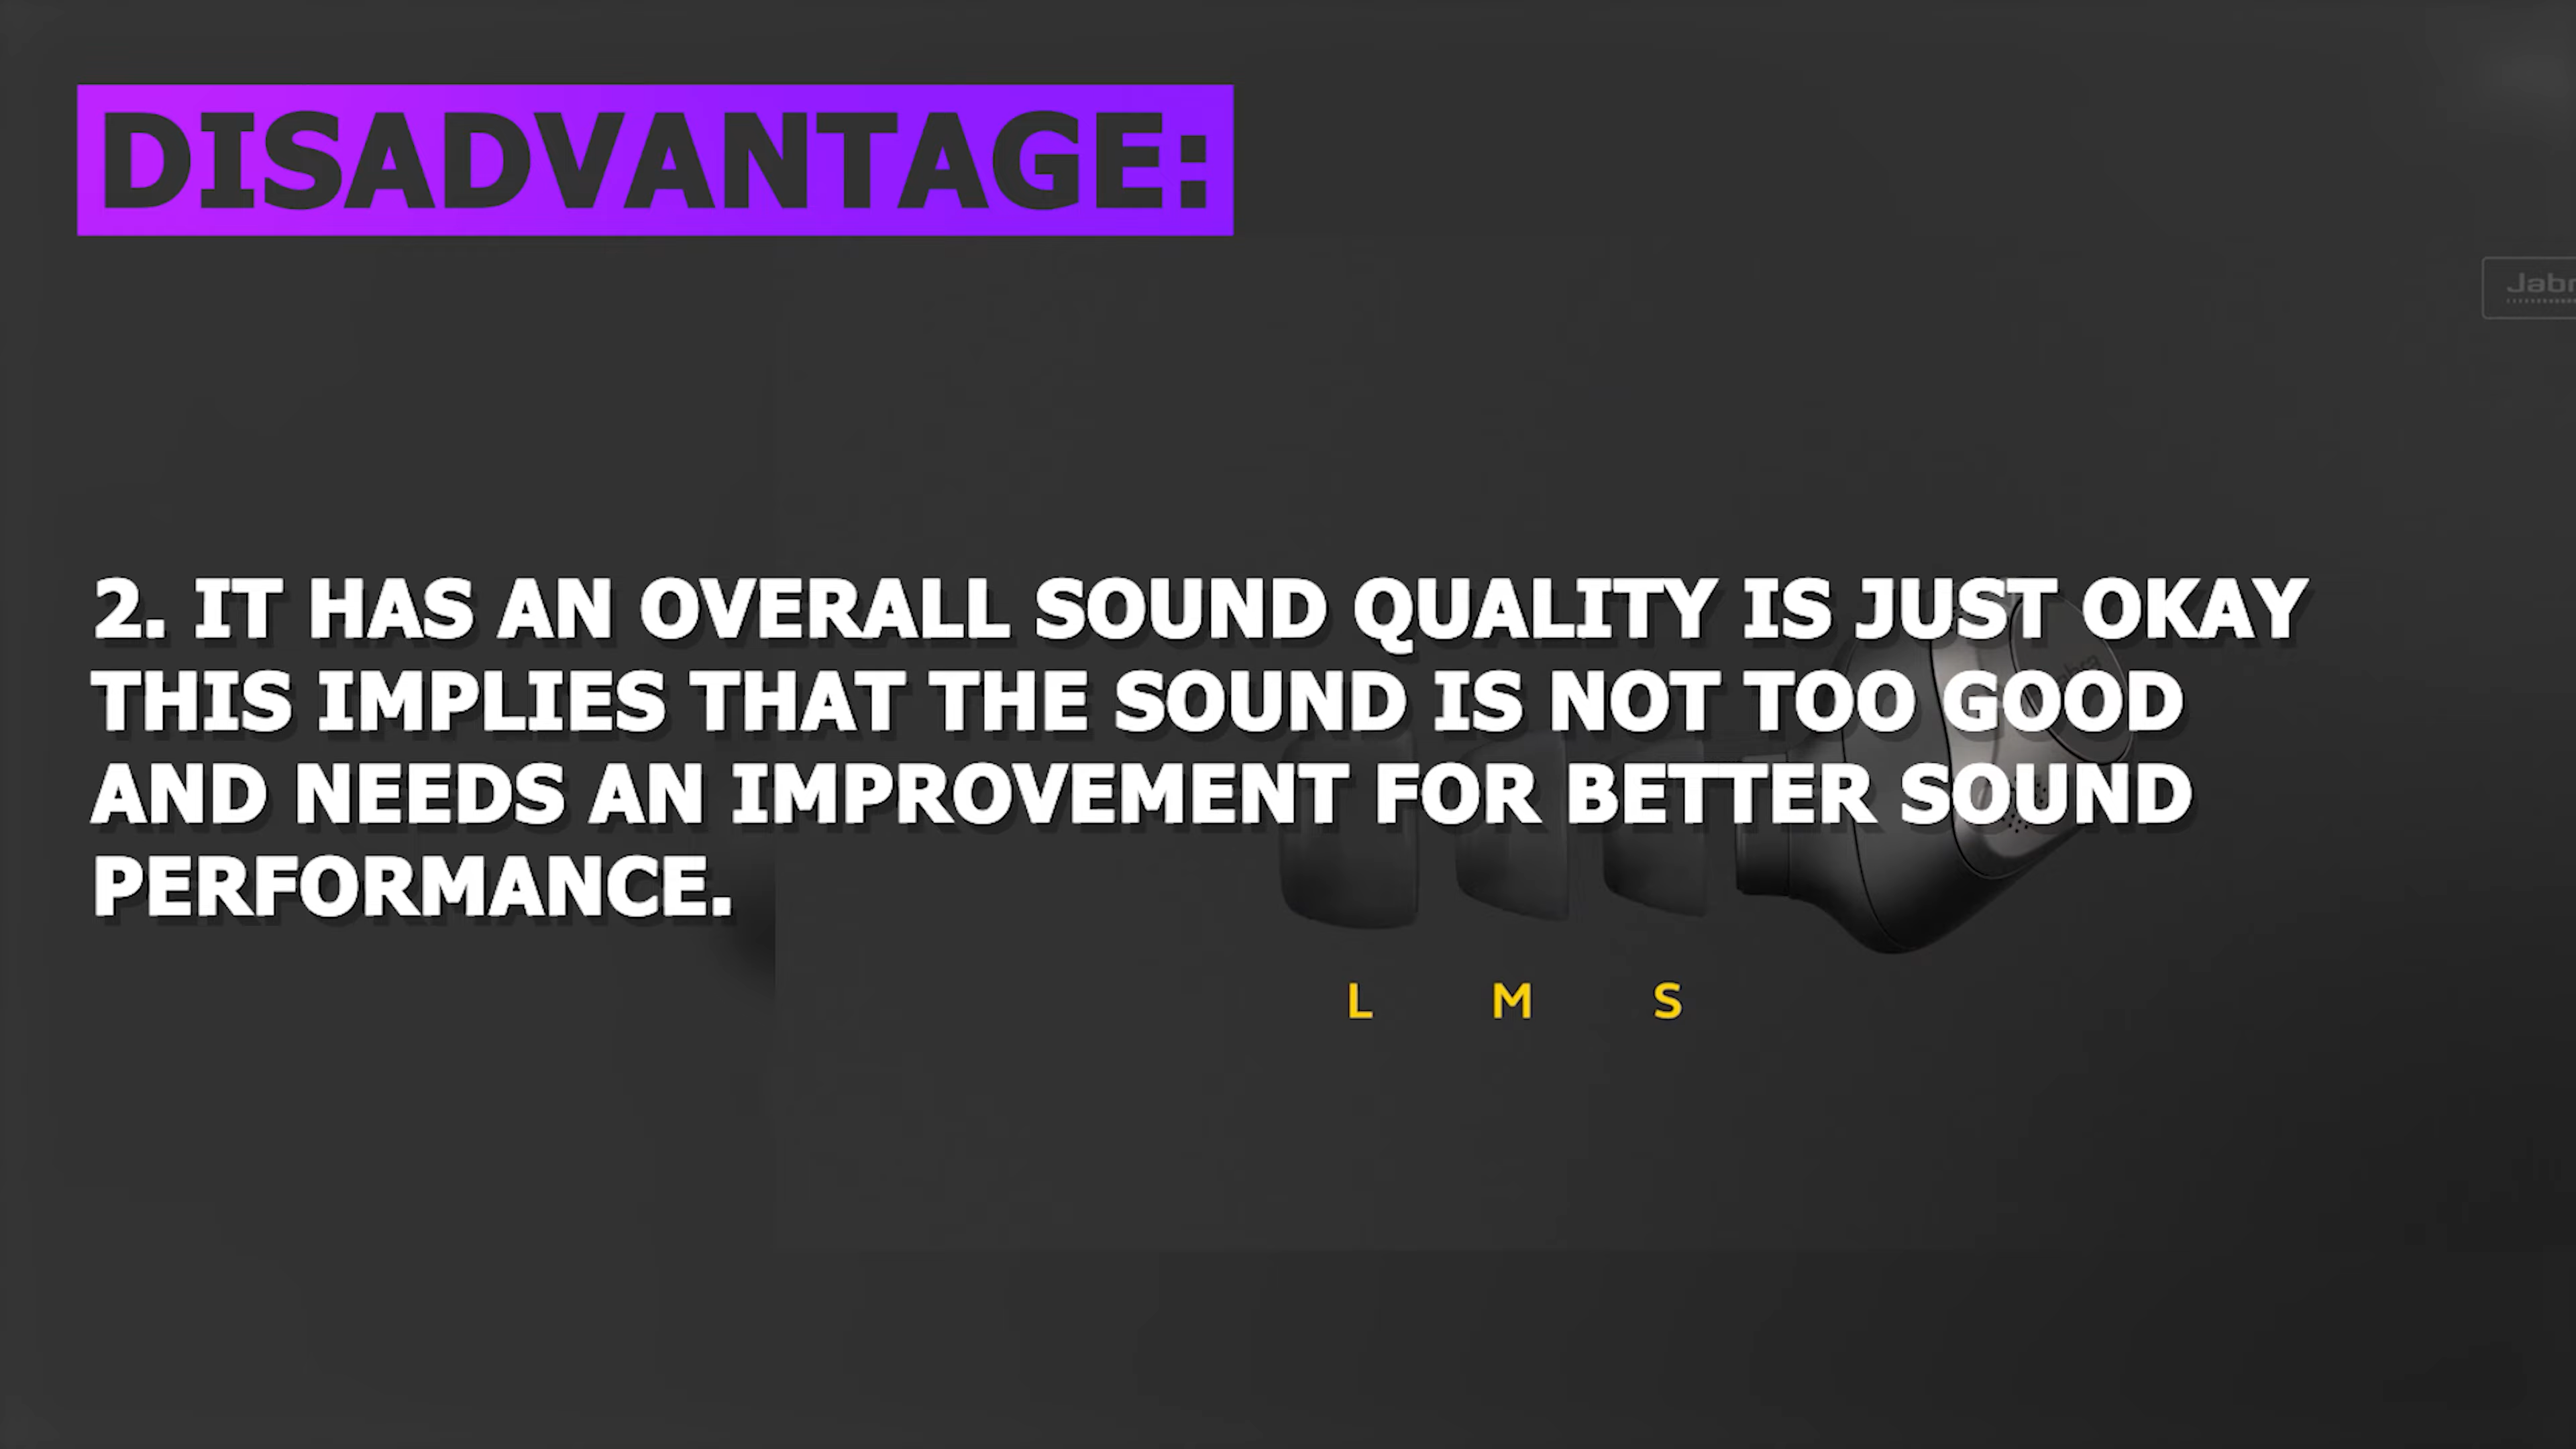 DISADVANTAGE:
Jabr
2. IT HAS AN OVERALL SOUND QUALITY IS JUST OKAY
THIS IMPLIES THAT THE SOUND IS NOT TOO GOOD
AND NEEDS AN IMPROVEMENT FOR BETTER SOUND
PERFORMANCE.
L M S